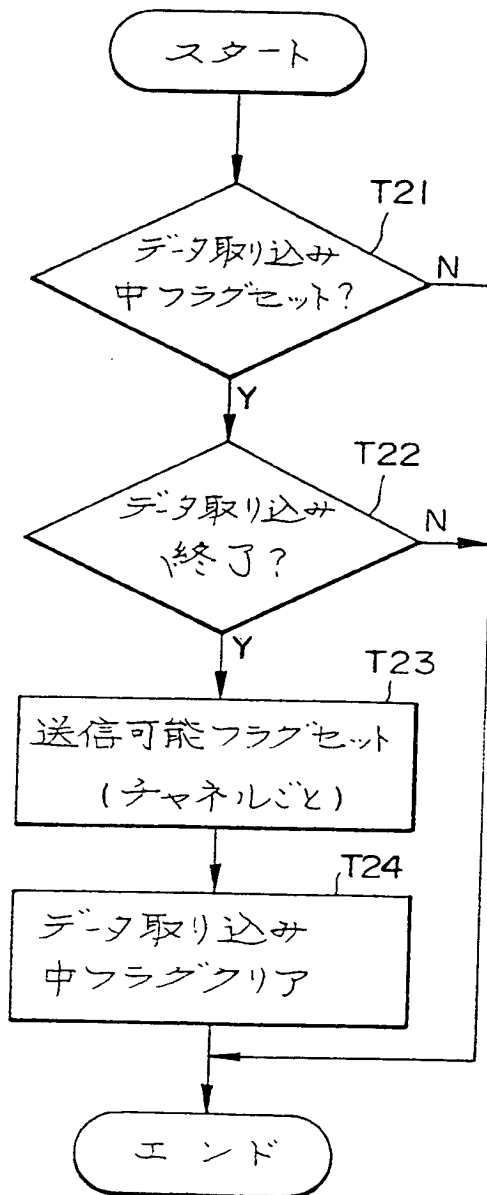 スタート
T21
データ取り込み
中フラグセット?
N
Y
T22
データ取り込み
終了?
N
Y
T23
送信可能フラグセット
(チャネルごと)
T24
データ取り込み
中フラグクリア
エンド